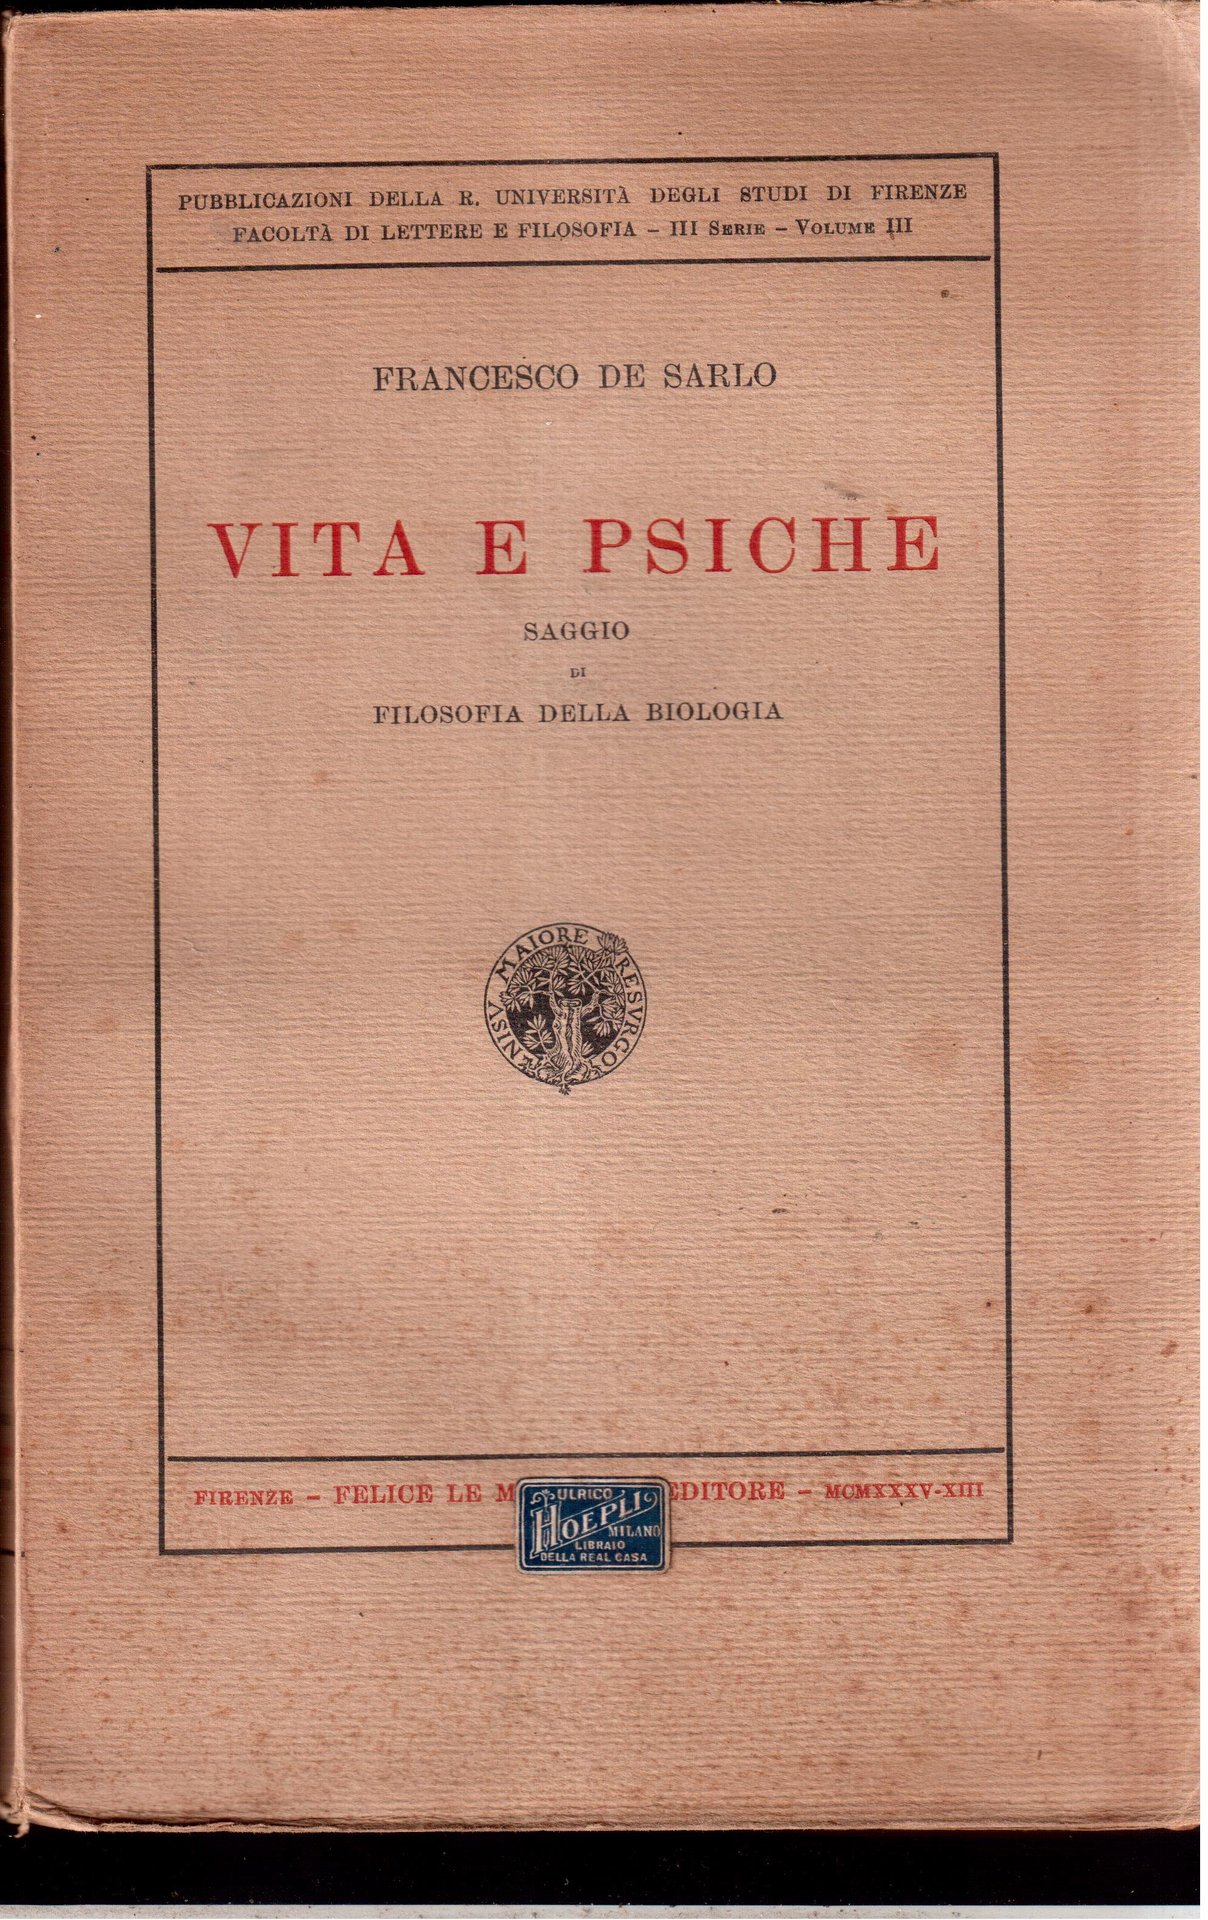 PUBBLICAZIONI DELLA R. UNIVERSITÀ DEGLI STUDI DI FIRENZE
FACOLTÀ DI LETTERE E FILOSOFIA – III SERIE – VOLUME III
FRANCESCO DE SARLO
VITA E PSICHE
SAGGIO
DI
FILOSOFIA DELLA BIOLOGIA
NISV MAIORE RESVRGO
FIRENZE – FELICE LE M EDITORE – MCMXXXV-XIII
ULRICO
HOEPLI
MILANO
LIBRAIO
DELLA REAL CASA